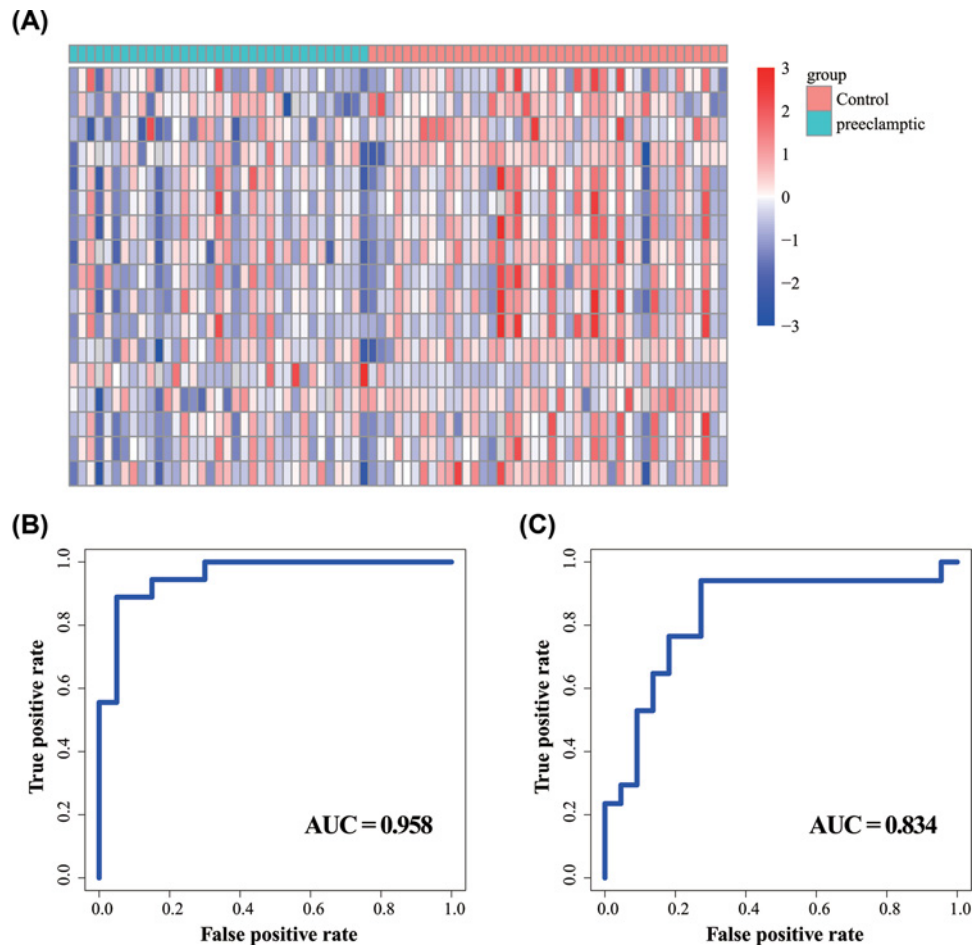 (A)
3
2
1
0
−1
−2
−3
group
Control
preeclamptic
(B)
True positive rate
1.0
0.8
0.6
0.4
0.2
0.0
AUC = 0.958
0.0 0.2 0.4 0.6 0.8 1.0
False positive rate
(C)
True positive rate
1.0
0.8
0.6
0.4
0.2
0.0
AUC = 0.834
0.0 0.2 0.4 0.6 0.8 1.0
False positive rate